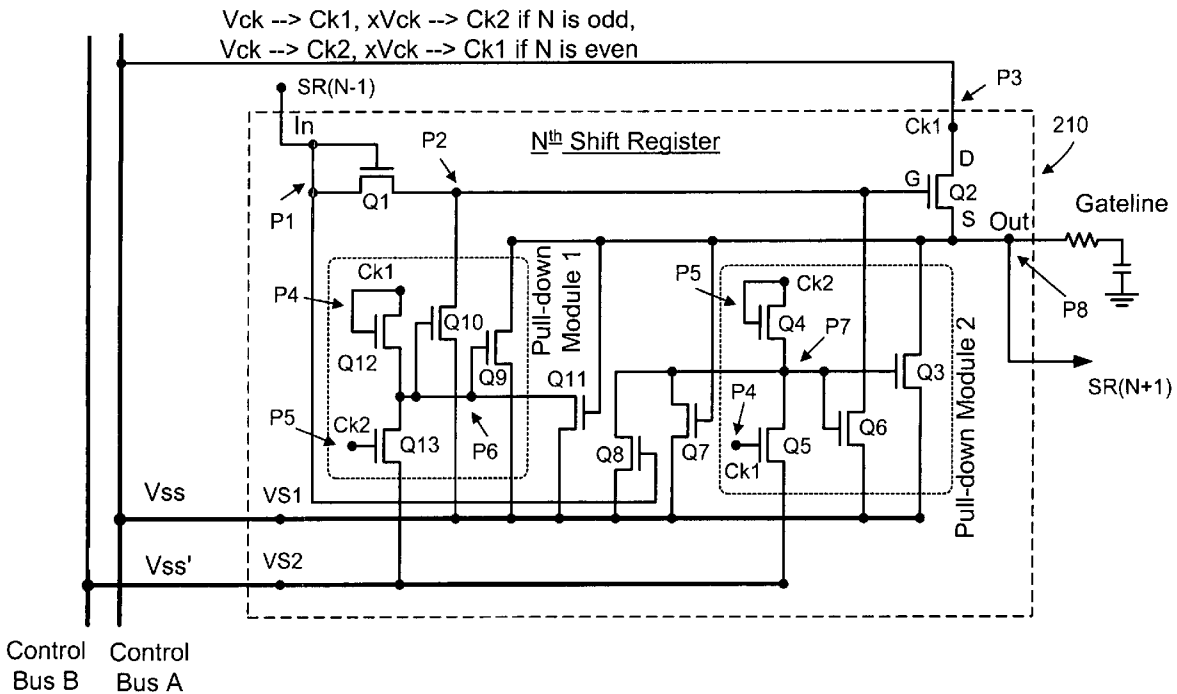 Vck --> Ck1, xVck --> Ck2 if N is odd,
Vck --> Ck2, xVck --> Ck1 if N is even
P3
SR(N-1)
Ck1
210
In
Nth Shift Register
P2
D
G
Q2
P1
Q1
S
Out
Gateline
Ck1
P4
Pull-down
Module 1
P5
Ck2
P8
Q10
Q4
P7
Q12
Q9
Q11
Q3
SR(N+1)
P5
Ck2
P4
Q13
P6
Q8
Q7
Q5
Q6
Ck1
Pull-down Module 2
Vss
VS1
Vss'
VS2
Control
Bus B
Control
Bus A